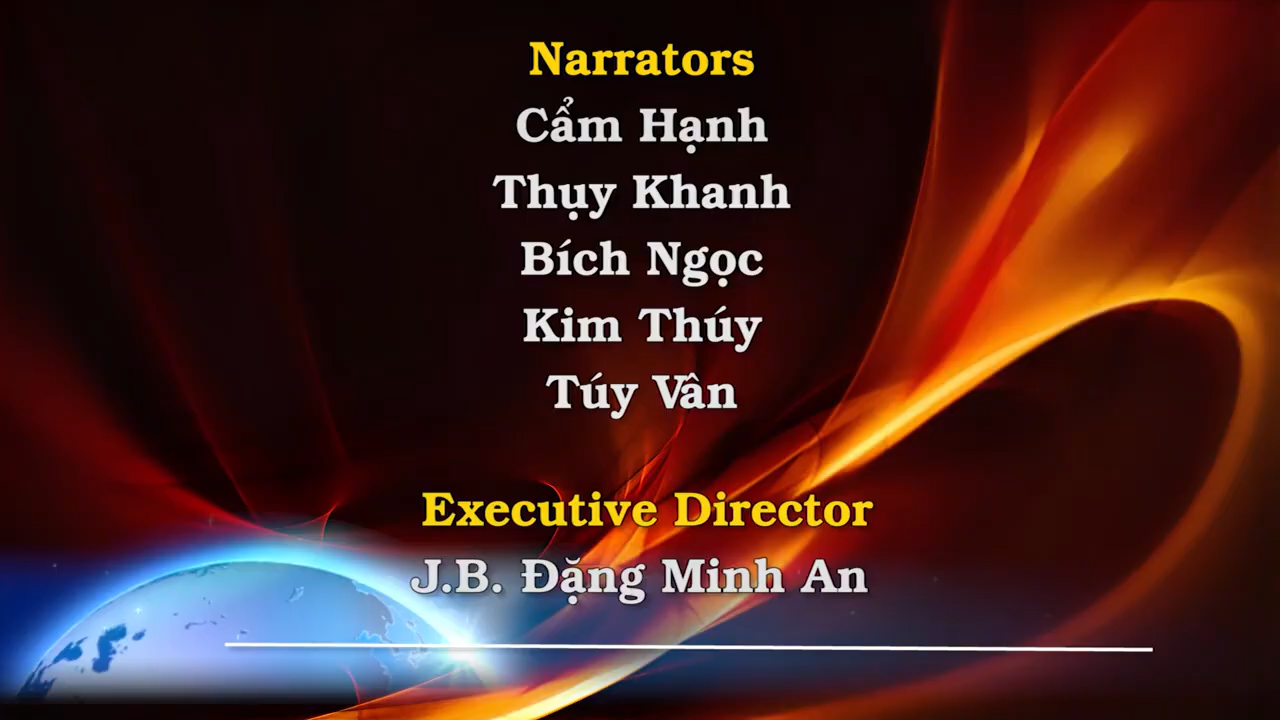 Narrators
Cẩm Hạnh
Thụy Khanh
Bích Ngọc
Kim Thúy
Túy Vân
Executive Director
J.B. Đặng Minh An